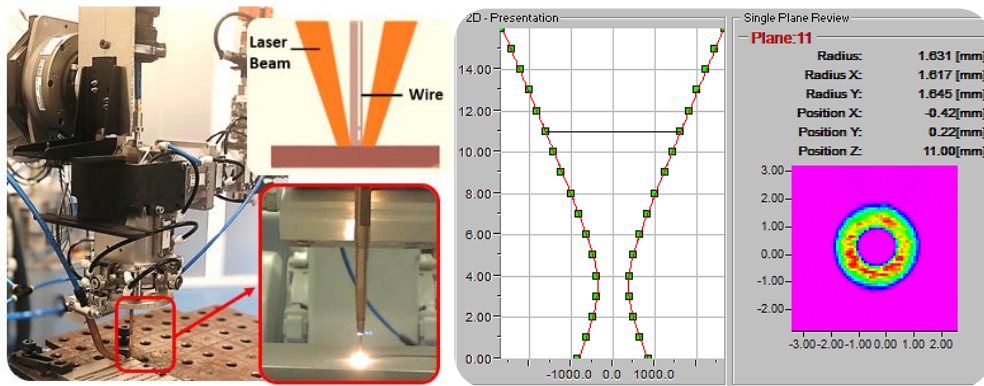 Laser
Beam
Wire
2D - Presentation
14.00
12.00
10.00
8.00
6.00
4.00
2.00
0.00
-1000.0 0.0 1000.0
Single Plane Review
Plane:11
Radius: 1.631 [mm]
Radius X: 1.617 [mm]
Radius Y: 1.645 [mm]
Position X: -0.42[mm]
Position Y: 0.22[mm]
Position Z: 11.00[mm]
3.00
2.00
1.00
0.00
-1.00
-2.00
-3.00 -2.00 -1.00 0.00 1.00 2.00